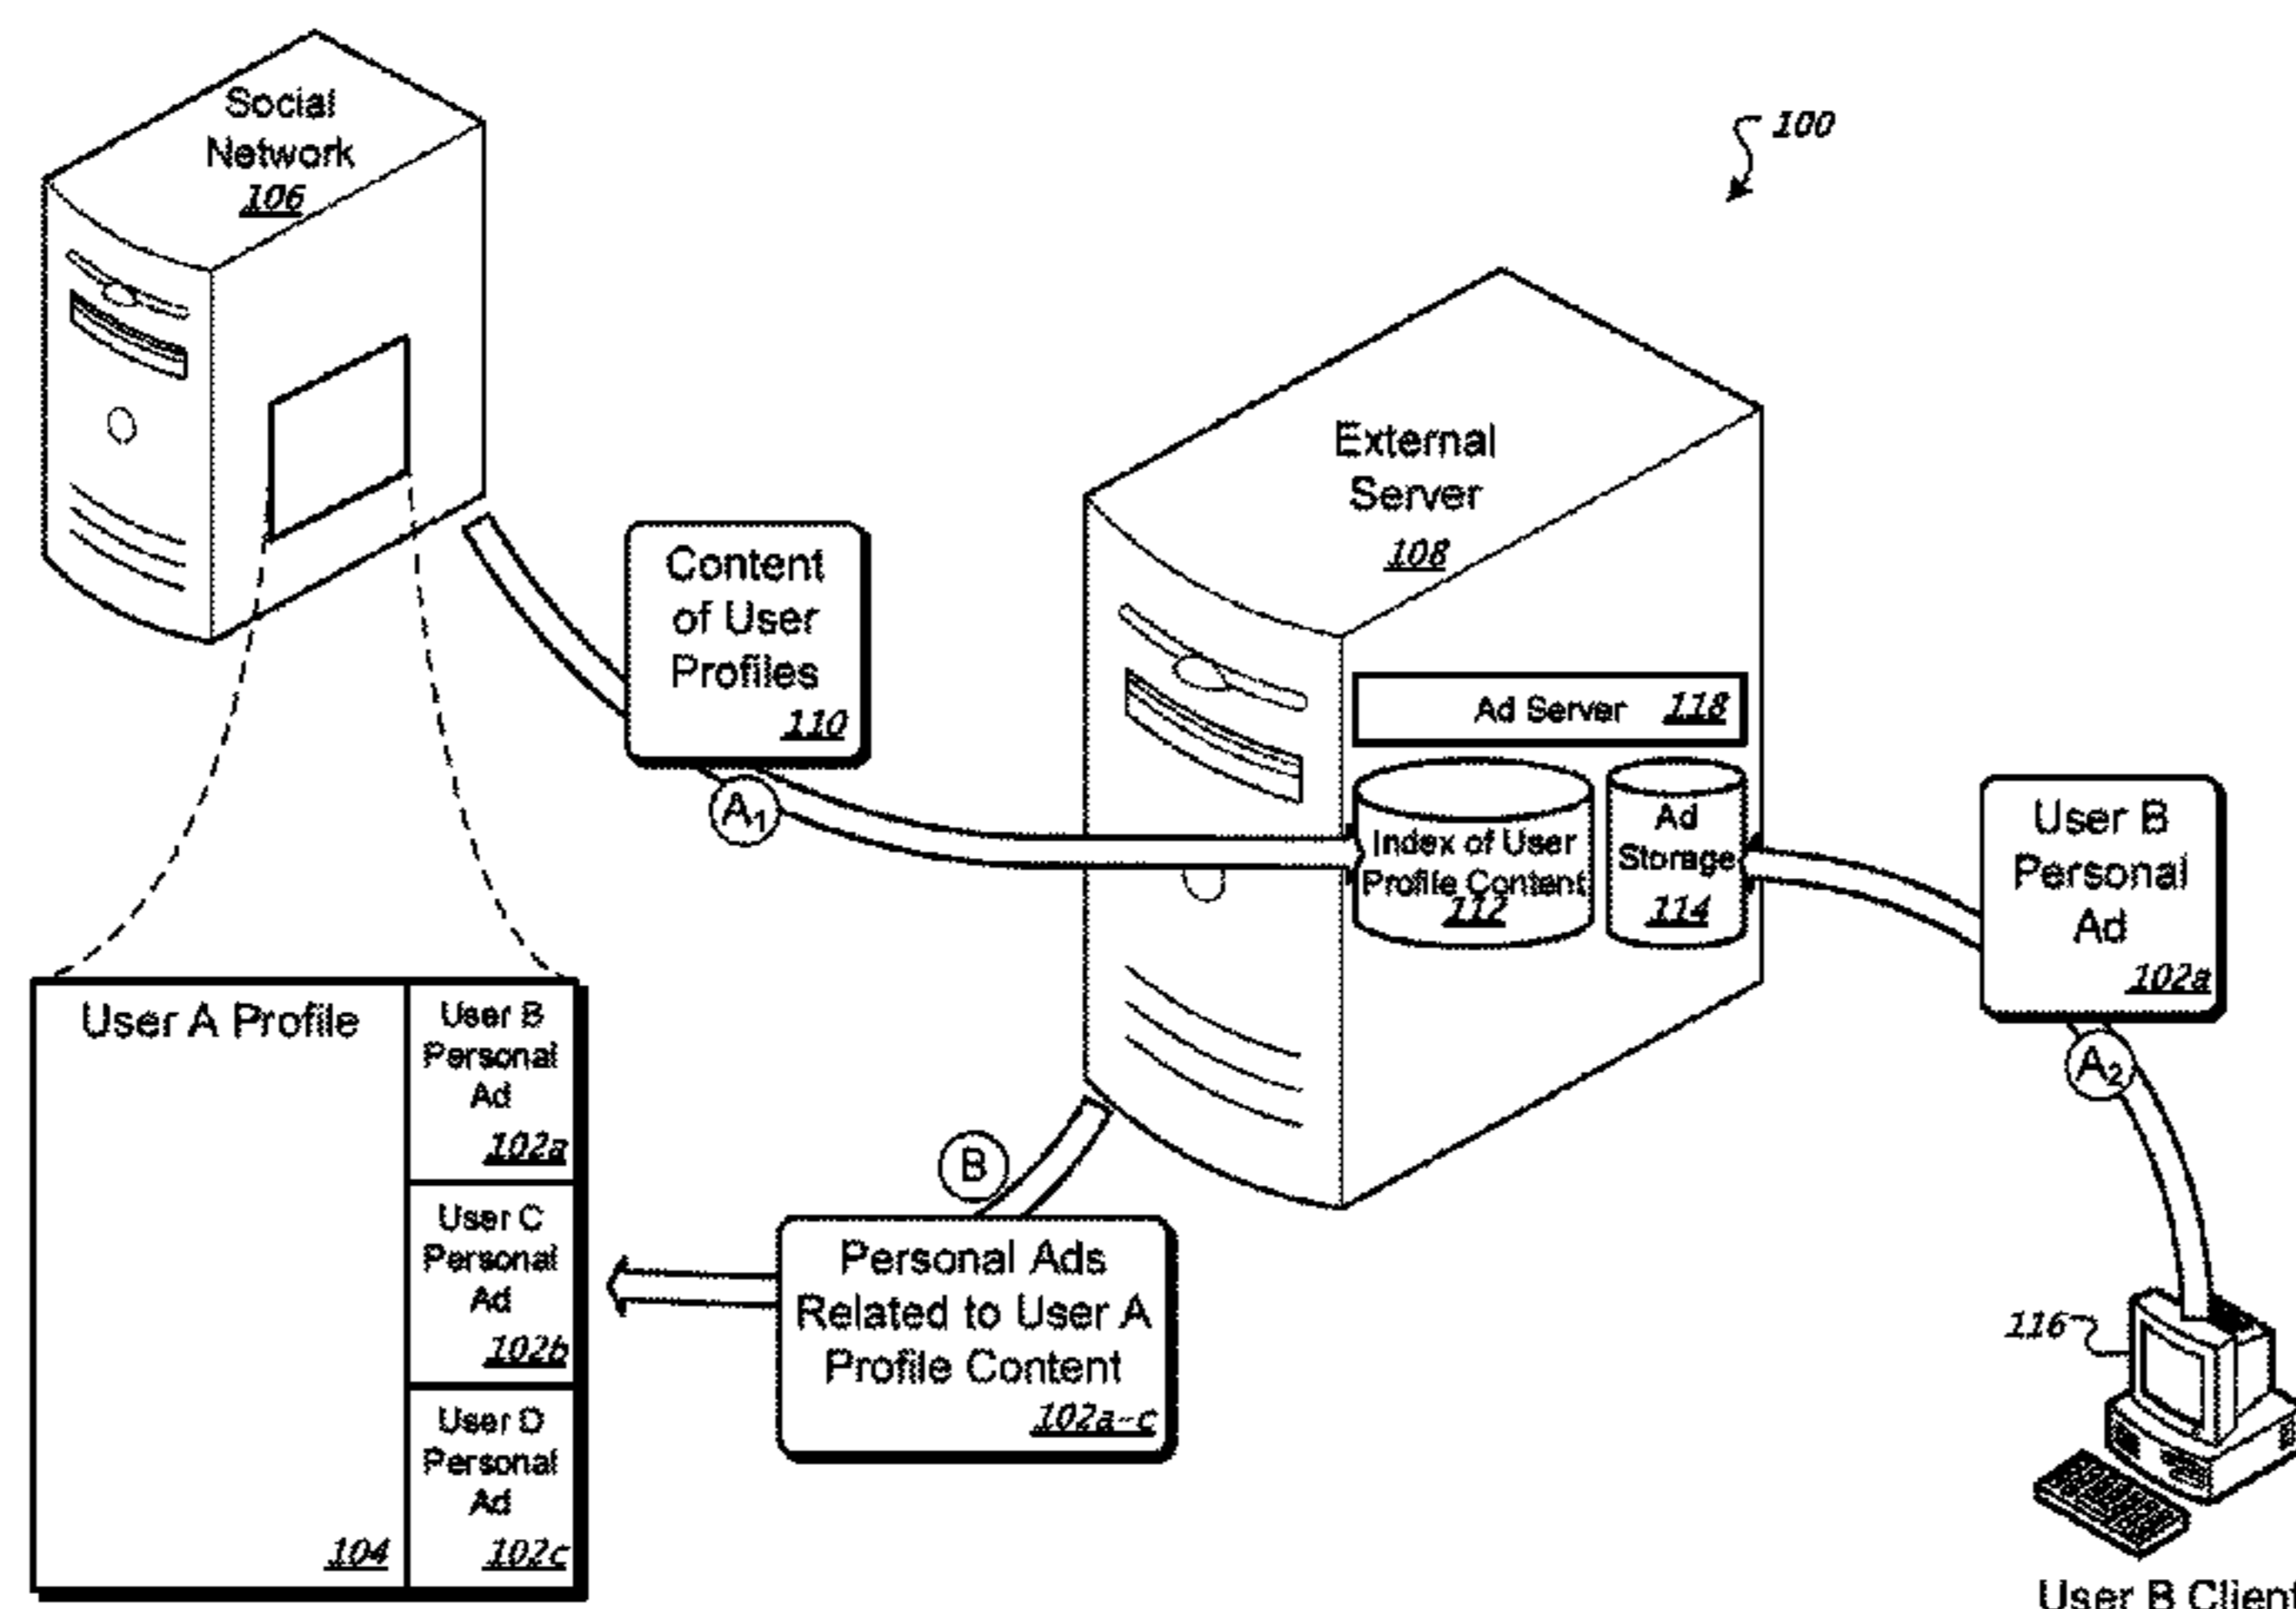 Social
Network
106
100
External
Server
108
Content
of User
Profiles
110
A1
Ad Server 118
Index of User
Profile Content
112
Ad
Storage
114
User B
Personal
Ad
102a
A2
User A Profile
104
User B
Personal
Ad
102a
User C
Personal
Ad
102b
User D
Personal
Ad
102c
B
Personal Ads
Related to User A
Profile Content
102a-c
116
User B Client